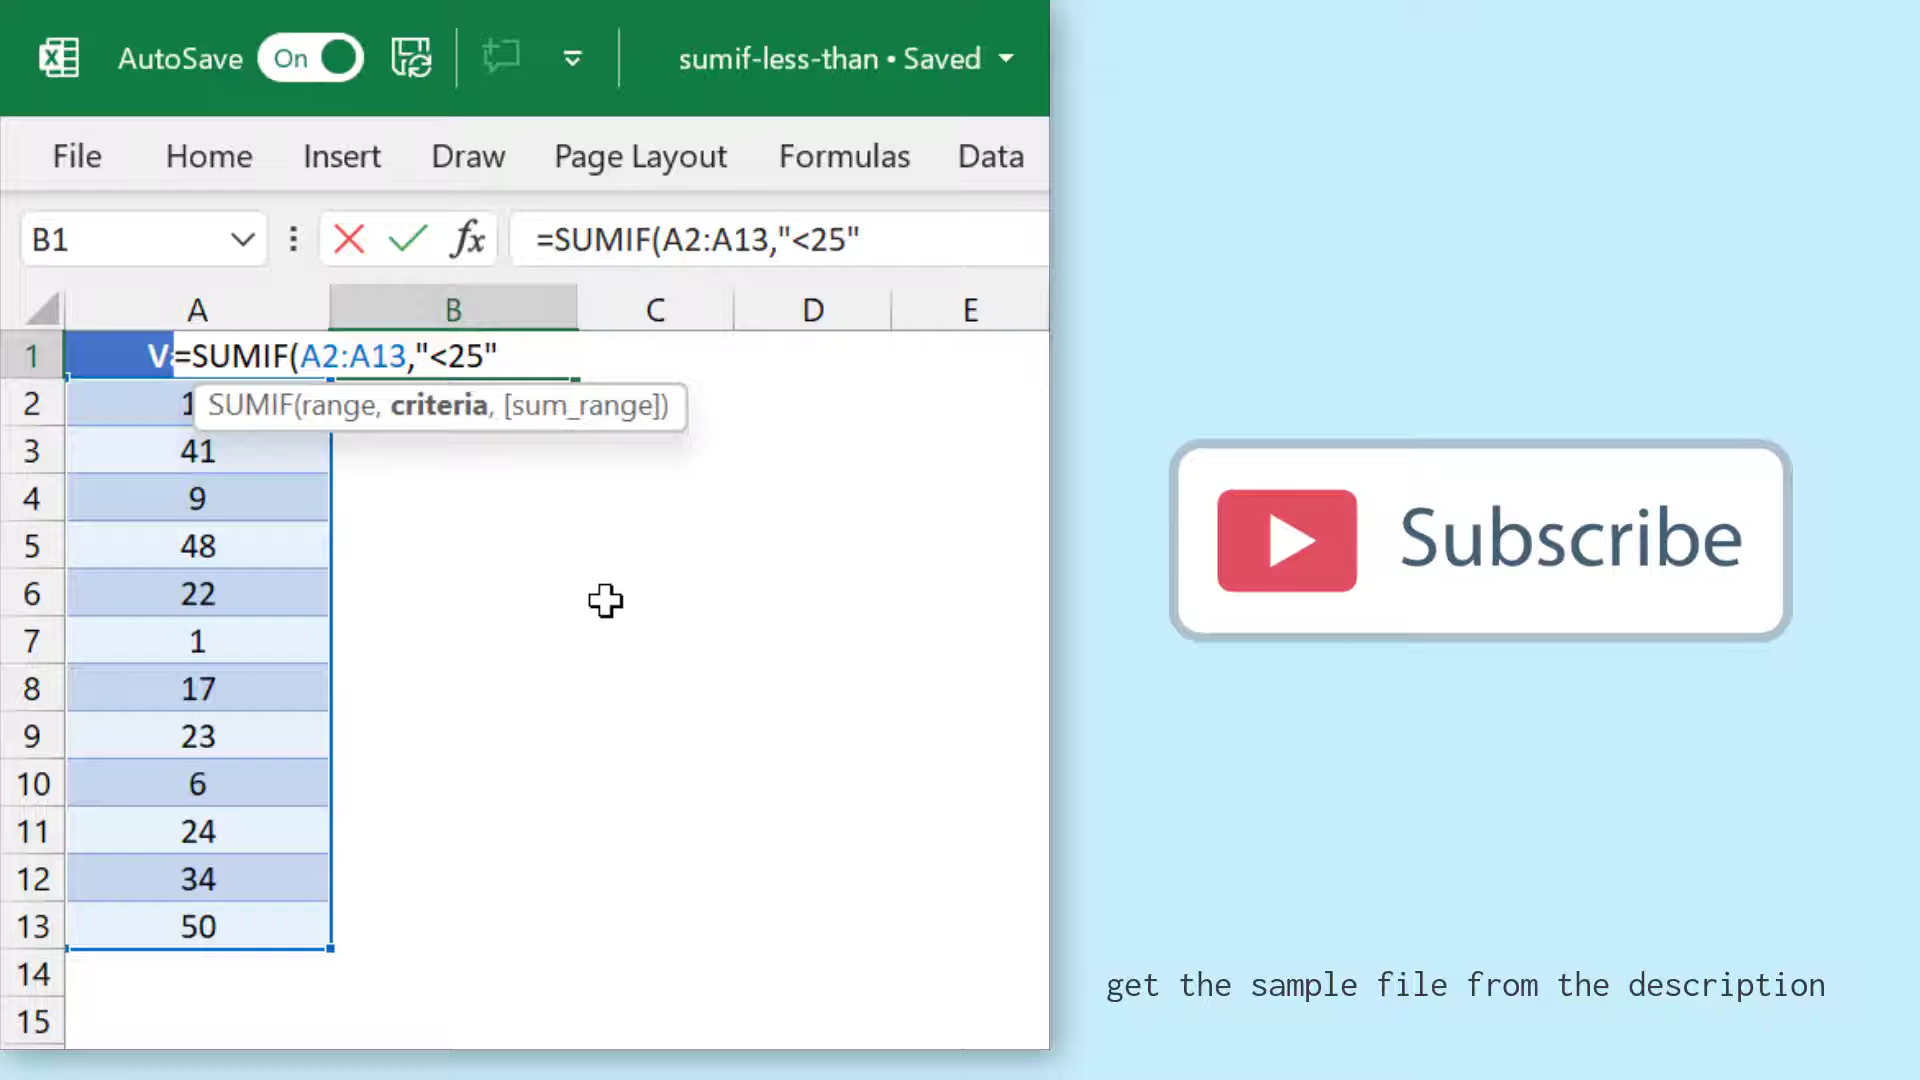 AutoSave On sumif-less-than • Saved
File Home Insert Draw Page Layout Formulas Data
B1 fx =SUMIF(A2:A13,"<25"
A B C D E
1 =SUMIF(A2:A13,"<25"
2 SUMIF(range, criteria, [sum_range])
3 41
4 9
5 48
6 22
7 1
8 17
9 23
10 6
11 24
12 34
13 50
14
15
Subscribe
get the sample file from the description